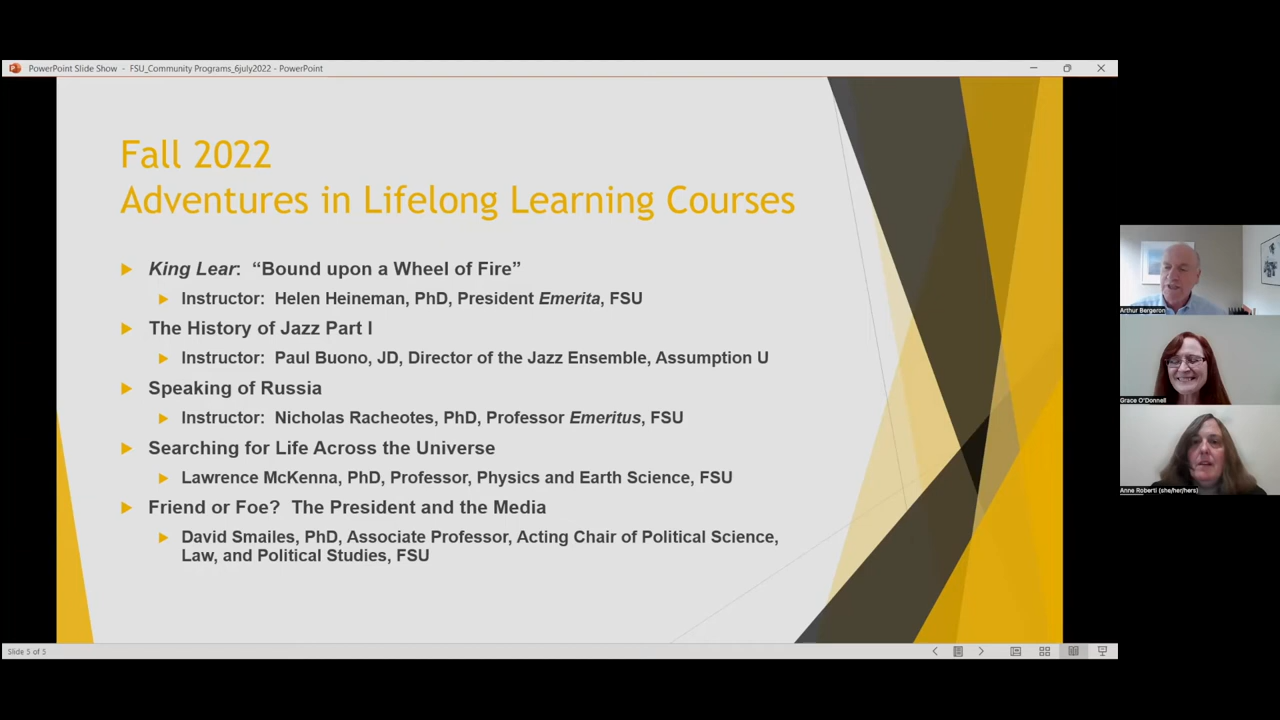 PowerPoint Slide Show - FSU_Community Programs_6july2022 - PowerPoint
Fall 2022
Adventures in Lifelong Learning Courses
King Lear: “Bound upon a Wheel of Fire”
Instructor: Helen Heineman, PhD, President Emerita, FSU
The History of Jazz Part I
Instructor: Paul Buono, JD, Director of the Jazz Ensemble, Assumption U
Speaking of Russia
Instructor: Nicholas Racheotes, PhD, Professor Emeritus, FSU
Searching for Life Across the Universe
Lawrence McKenna, PhD, Professor, Physics and Earth Science, FSU
Friend or Foe? The President and the Media
David Smailes, PhD, Associate Professor, Acting Chair of Political Science,
Law, and Political Studies, FSU
Slide 5 of 5
Arthur Bergeron
Grace O'Donnell
Anne Roberti (she/her/hers)